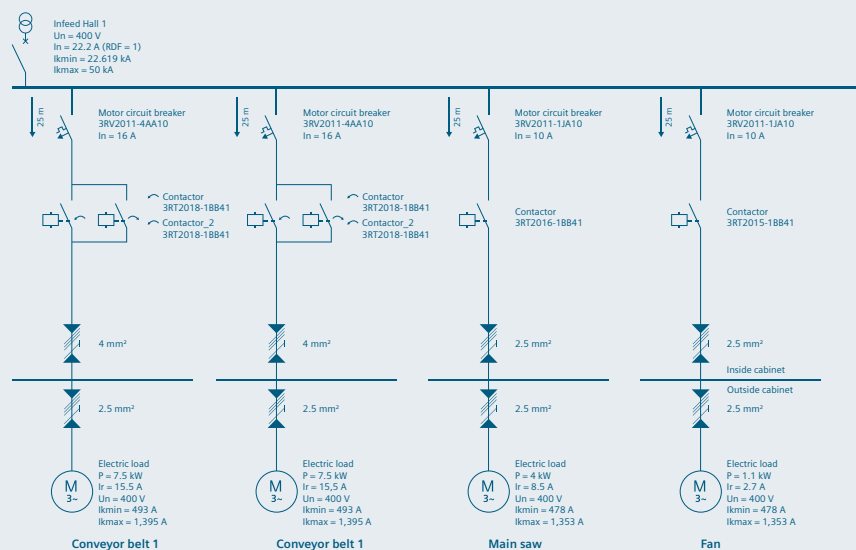 Infeed Hall 1
Un = 400 V
In = 22.2 A (RDF = 1)
Ikmin = 22.619 kA
Ikmax = 50 kA
25 m
Motor circuit breaker
3RV2011-4AA10
In = 16 A
25 m
Motor circuit breaker
3RV2011-4AA10
In = 16 A
25 m
Motor circuit breaker
3RV2011-1JA10
In = 10 A
25 m
Motor circuit breaker
3RV2011-1JA10
In = 10 A
Contactor
3RT2018-1BB41
Contactor_2
3RT2018-1BB41
Contactor
3RT2018-1BB41
Contactor_2
3RT2018-1BB41
Contactor
3RT2016-1BB41
Contactor
3RT2015-1BB41
4 mm²
4 mm²
2.5 mm²
2.5 mm²
Inside cabinet
Outside cabinet
2.5 mm²
2.5 mm²
2.5 mm²
2.5 mm²
M
3~
Electric load
P = 7.5 kW
Ir = 15.5 A
Un = 400 V
Ikmin = 493 A
Ikmax = 1,395 A
Conveyor belt 1
M
3~
Electric load
P = 7.5 kW
Ir = 15,5 A
Un = 400 V
Ikmin = 493 A
Ikmax = 1,395 A
Conveyor belt 1
M
3~
Electric load
P = 4 kW
Ir = 8.5 A
Un = 400 V
Ikmin = 478 A
Ikmax = 1,353 A
Main saw
M
3~
Electric load
P = 1.1 kW
Ir = 2.7 A
Un = 400 V
Ikmin = 478 A
Ikmax = 1,353 A
Fan